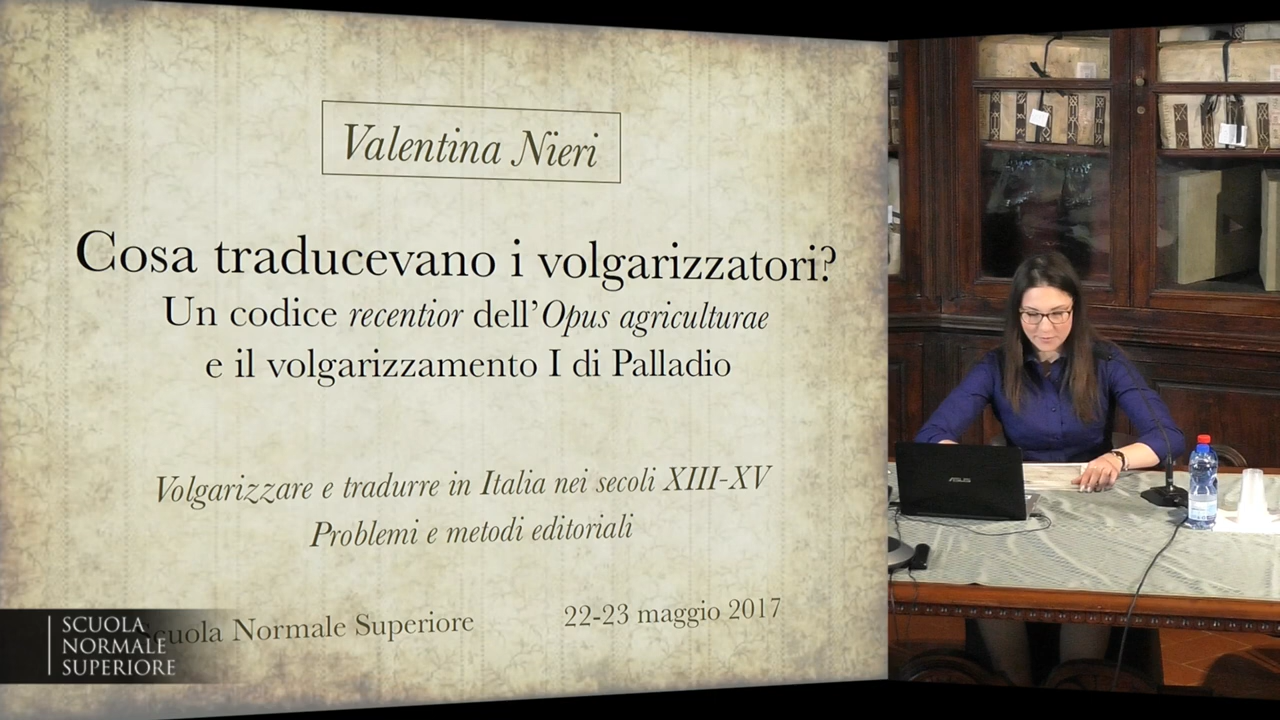 Valentina Nieri
Cosa traducevano i volgarizzatori?
Un codice recentior dell'Opus agriculturae
e il volgarizzamento I di Palladio
Volgarizzare e tradurre in Italia nei secoli XIII-XV
Problemi e metodi editoriali
Scuola Normale Superiore
22-23 maggio 2017
SCUOLA
NORMALE
SUPERIORE
ASUS